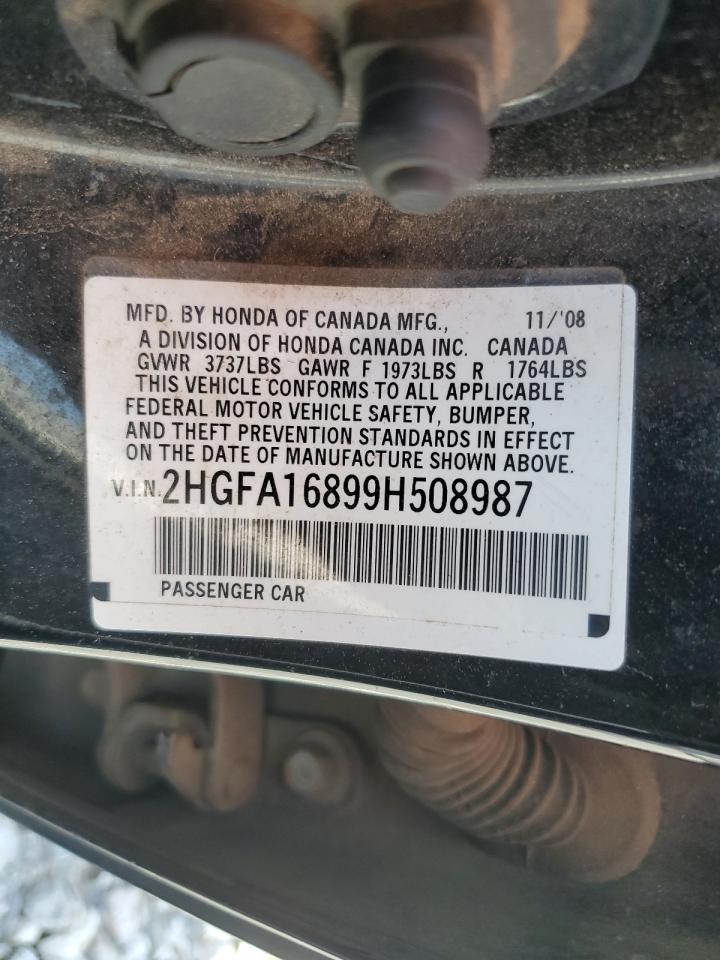 MFD. BY HONDA OF CANADA MFG., 11/'08
A DIVISION OF HONDA CANADA INC. CANADA
GVWR 3737LBS GAWR F 1973LBS R 1764LBS
THIS VEHICLE CONFORMS TO ALL APPLICABLE
FEDERAL MOTOR VEHICLE SAFETY, BUMPER,
AND THEFT PREVENTION STANDARDS IN EFFECT
ON THE DATE OF MANUFACTURE SHOWN ABOVE.
V.I.N. 2HGFA16899H508987
PASSENGER CAR